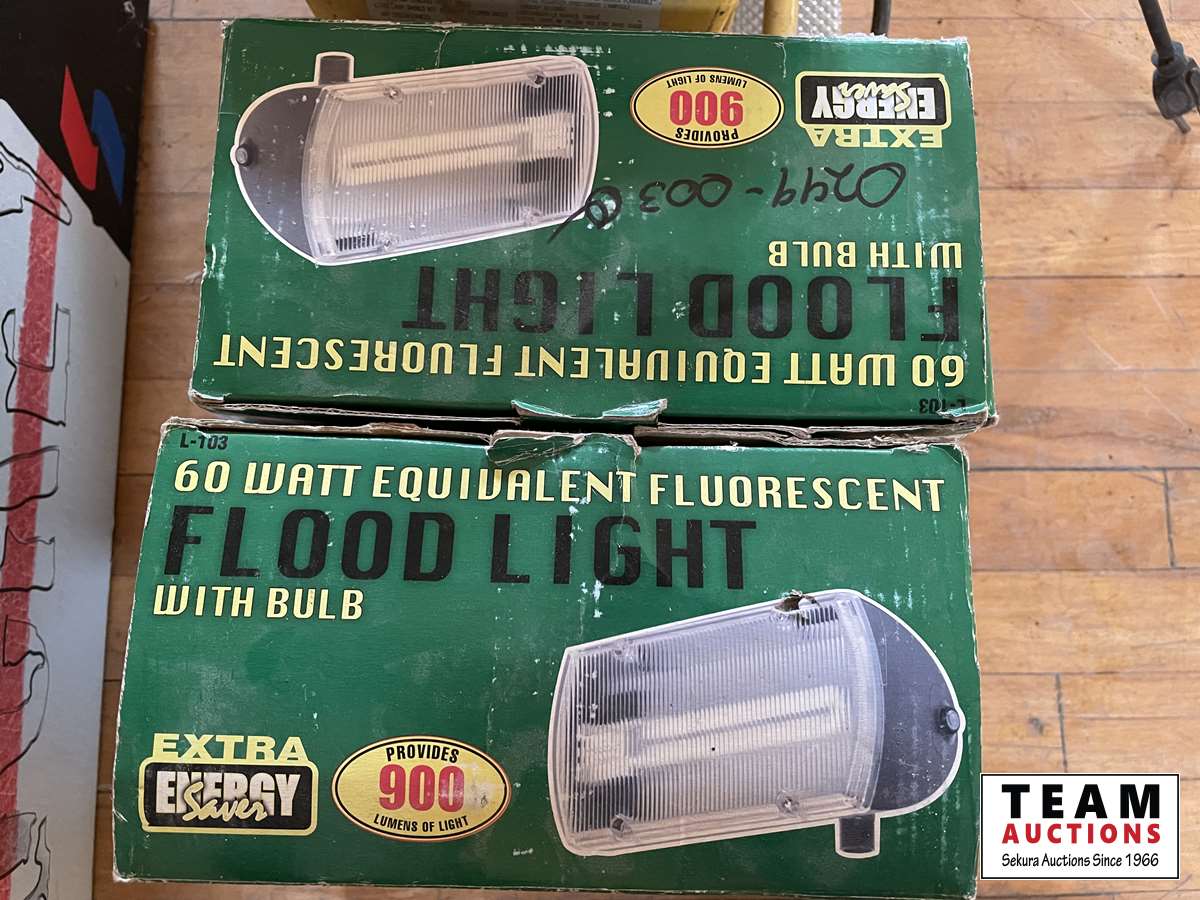 EXTRA
ENERGY
Saver
PROVIDES
900
LUMENS OF LIGHT
0244-003
WITH BULB
FLOOD LIGHT
60 WATT EQUIVALENT FLUORESCENT
L-103
L-103
60 WATT EQUIVALENT FLUORESCENT
FLOOD LIGHT
WITH BULB
EXTRA
ENERGY
Saver
PROVIDES
900
LUMENS OF LIGHT
TEAM
AUCTIONS
Sekura Auctions Since 1966